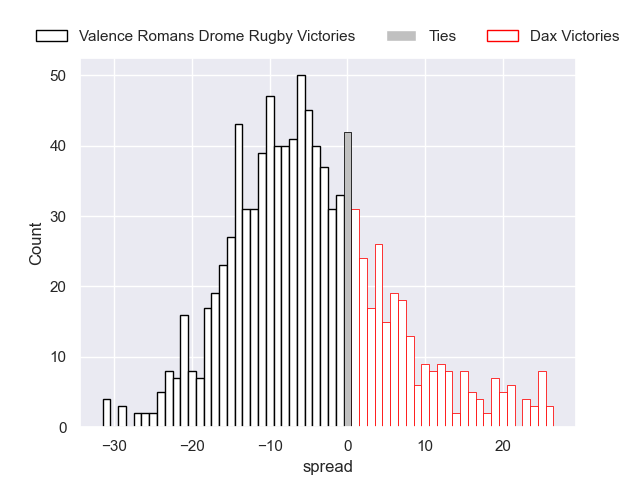 Valence Romans Drome Rugby Victories Ties Dax Victories
50
40
30
20
10
0
Count
−30 −20 −10 0 10 20
spread